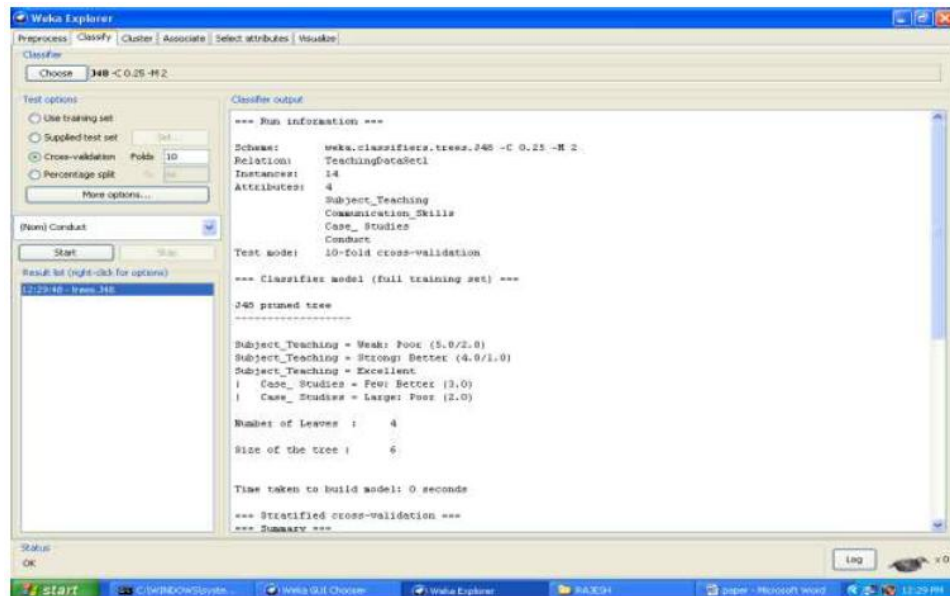 Weka Explorer
Preprocess Classify Cluster Associate Select attributes Visualize
Classifier
Choose J48 -C 0.25 -M 2
Test options
Use training set
Supplied test set Set...
Cross-validation Folds 10
Percentage split %
More options...
(Nom) Conduct
Start Stop
Result list (right-click for options)
12:29:48 - trees.J48
Classifier output
=== Run information ===
Scheme: weka.classifiers.trees.J48 -C 0.25 -M 2
Relation: TeachingDataSet1
Instances: 14
Attributes: 4
Subject_Teaching
Communication_Skills
Case_ Studies
Conduct
Test mode: 10-fold cross-validation
=== Classifier model (full training set) ===
J48 pruned tree
------------------
Subject_Teaching = Weak: Poor (5.0/2.0)
Subject_Teaching = Strong: Better (4.0/1.0)
Subject_Teaching = Excellent
| Case_ Studies = Few: Better (3.0)
| Case_ Studies = Large: Poor (2.0)
Number of Leaves : 4
Size of the tree : 6
Time taken to build model: 0 seconds
=== Stratified cross-validation ===
=== Summary ===
Status
OK
Log
x 0
start C:\WINDOWS\syste... Weka GUI Chooser Weka Explorer RAJESH paper - Microsoft Word 12:29 PM